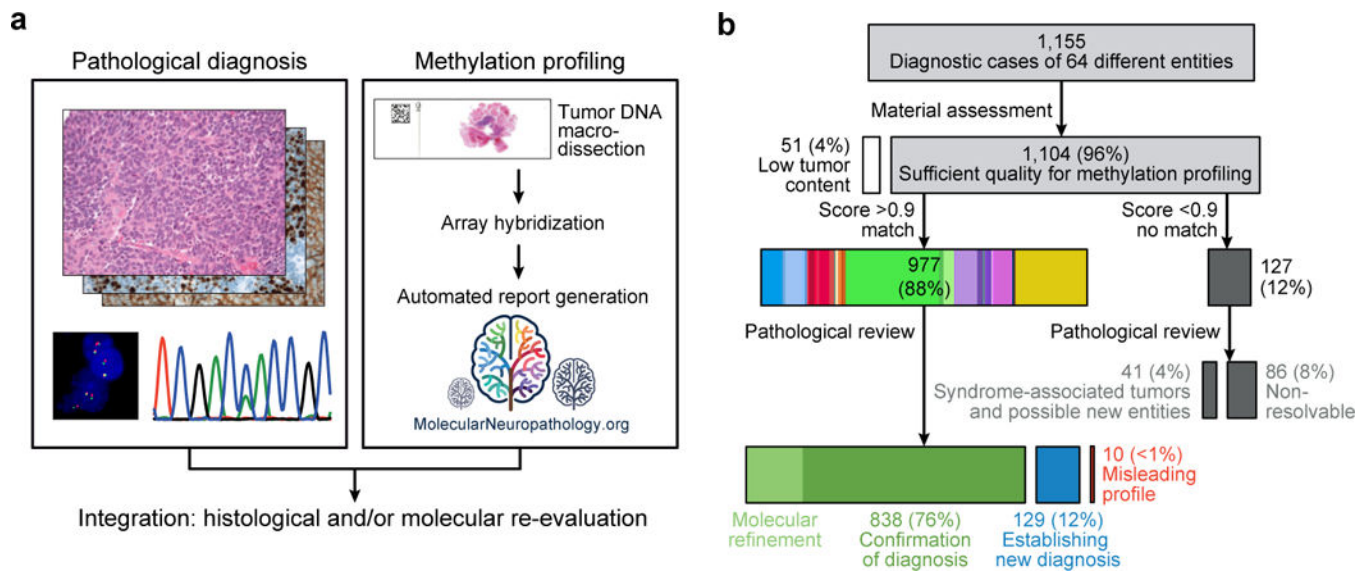 a
Pathological diagnosis
Methylation profiling
Tumor DNA
macro-
dissection
Array hybridization
Automated report generation
MolecularNeuropathology.org
Integration: histological and/or molecular re-evaluation
b
1,155
Diagnostic cases of 64 different entities
Material assessment
51 (4%)
Low tumor
content
1,104 (96%)
Sufficient quality for methylation profiling
Score >0.9
match
Score <0.9
no match
977
(88%)
127
(12%)
Pathological review
Pathological review
41 (4%)
Syndrome-associated tumors
and possible new entities
86 (8%)
Non-
resolvable
10 (<1%)
Misleading
profile
Molecular
refinement
838 (76%)
Confirmation
of diagnosis
129 (12%)
Establishing
new diagnosis